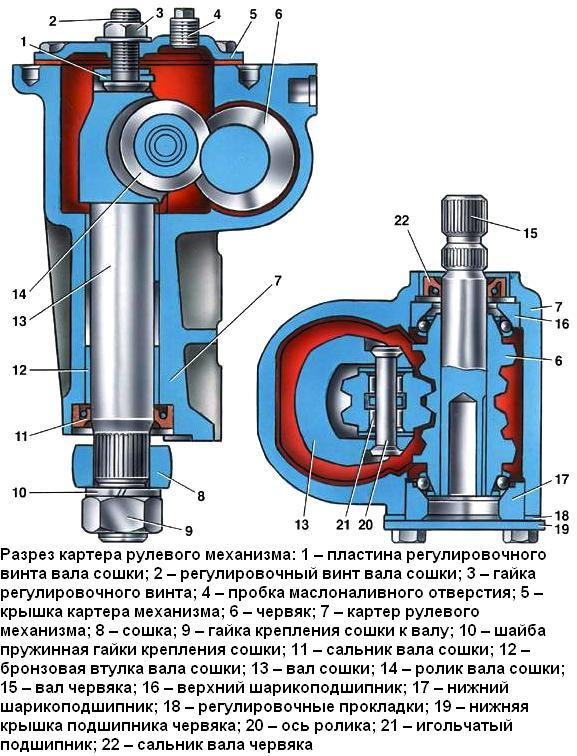 2
3
4
5
6
1
14
13
12
11
10
7
8
9
22
15
7
16
6
17
18
19
13
21
20
Разрез картера рулевого механизма: 1 – пластина регулировочного
винта вала сошки; 2 – регулировочный винт вала сошки; 3 – гайка
регулировочного винта; 4 – пробка маслоналивного отверстия; 5 –
крышка картера механизма; 6 – червяк; 7 – картер рулевого
механизма; 8 – сошка; 9 – гайка крепления сошки к валу; 10 – шайба
пружинная гайки крепления сошки; 11 – сальник вала сошки; 12 –
бронзовая втулка вала сошки; 13 – вал сошки; 14 – ролик вала сошки;
15 – вал червяка; 16 – верхний шарикоподшипник; 17 – нижний
шарикоподшипник; 18 – регулировочные прокладки; 19 – нижняя
крышка подшипника червяка; 20 – ось ролика; 21 – игольчатый
подшипник; 22 – сальник вала червяка